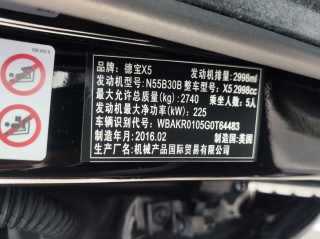 品牌：德宝X5
发动机排量：2998ml
发动机型号：N55B30B 整车型号：X5 2998cc
最大允许总质量(kg)：2740 乘坐人数：5人
发动机最大净功率(kw)：225
车辆识别代号：WBAKR0105G0T64483
制造年月：2016.02 制造国：美国
生产企业名：机械产品国际贸易有限公司